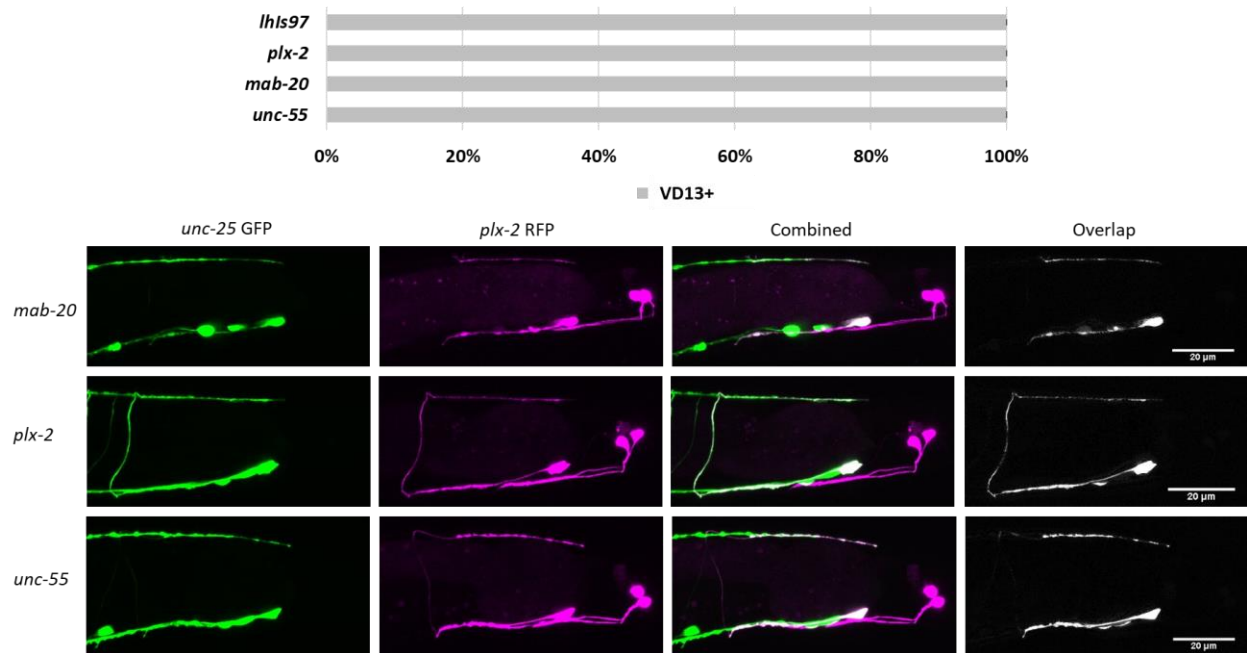 lhIs97
plx-2
mab-20
unc-55
0% 20% 40% 60% 80% 100%
VD13+
unc-25 GFP plx-2 RFP Combined Overlap
mab-20
20 µm
plx-2
20 µm
unc-55
20 µm